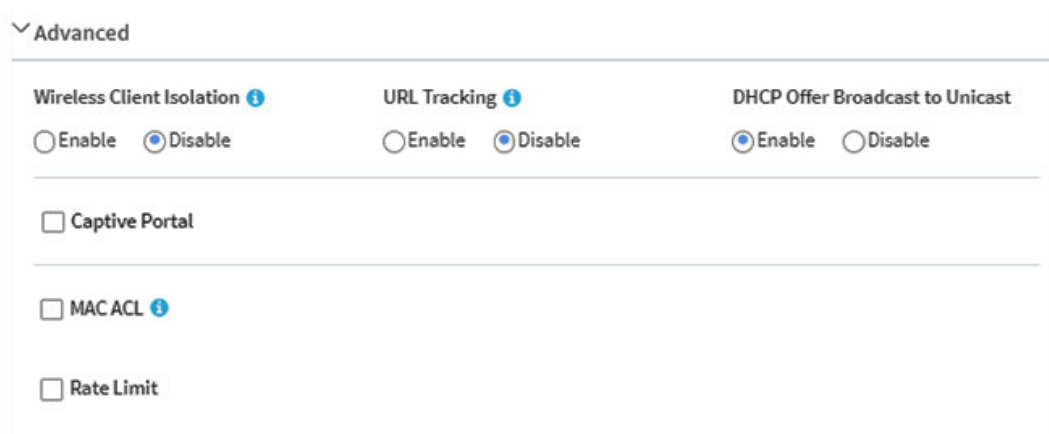 Advanced
Wireless Client Isolation URL Tracking DHCP Offer Broadcast to Unicast
Enable Disable Enable Disable Enable Disable
Captive Portal
MAC ACL
Rate Limit